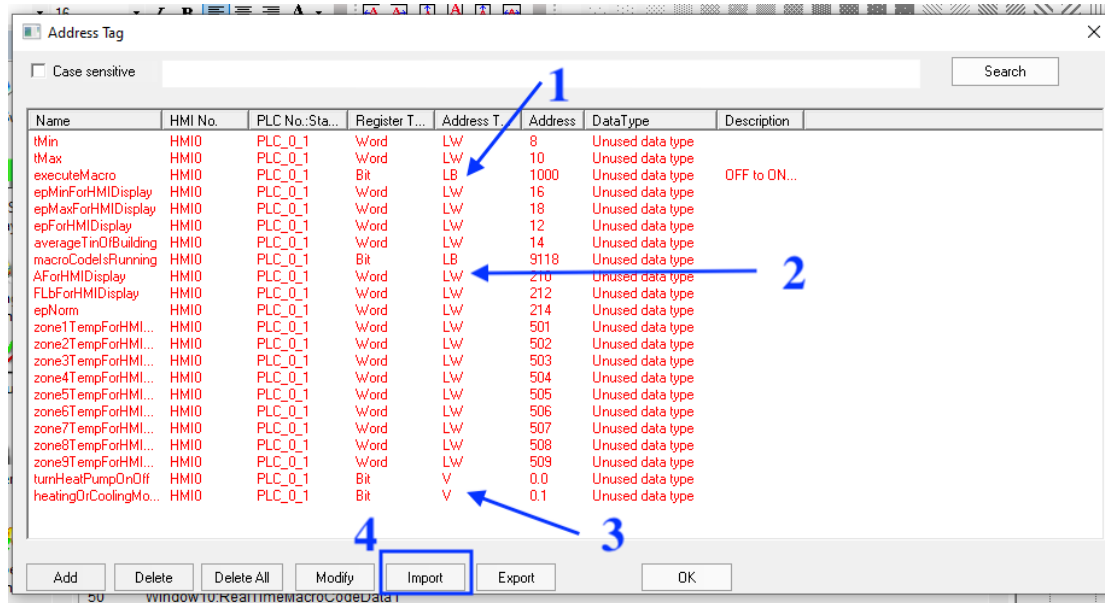 16
Address Tag
Case sensitive Search
1
Name HMI No. PLC No.:Sta... Register T... Address T... Address DataType Description
tMin HMI0 PLC_0_1 Word LW 8 Unused data type
tMax HMI0 PLC_0_1 Word LW 10 Unused data type
executeMacro HMI0 PLC_0_1 Bit LB 1000 Unused data type OFF to ON...
epMinForHMIDisplay HMI0 PLC_0_1 Word LW 16 Unused data type
epMaxForHMIDisplay HMI0 PLC_0_1 Word LW 18 Unused data type
epForHMIDisplay HMI0 PLC_0_1 Word LW 12 Unused data type
averageTinOfBuilding HMI0 PLC_0_1 Word LW 14 Unused data type
macroCodeIsRunning HMI0 PLC_0_1 Bit LB 9118 Unused data type
AForHMIDisplay HMI0 PLC_0_1 Word LW 210 Unused data type
2
FLbForHMIDisplay HMI0 PLC_0_1 Word LW 212 Unused data type
epNorm HMI0 PLC_0_1 Word LW 214 Unused data type
zone1TempForHMI... HMI0 PLC_0_1 Word LW 501 Unused data type
zone2TempForHMI... HMI0 PLC_0_1 Word LW 502 Unused data type
zone3TempForHMI... HMI0 PLC_0_1 Word LW 503 Unused data type
zone4TempForHMI... HMI0 PLC_0_1 Word LW 504 Unused data type
zone5TempForHMI... HMI0 PLC_0_1 Word LW 505 Unused data type
zone6TempForHMI... HMI0 PLC_0_1 Word LW 506 Unused data type
zone7TempForHMI... HMI0 PLC_0_1 Word LW 507 Unused data type
zone8TempForHMI... HMI0 PLC_0_1 Word LW 508 Unused data type
zone9TempForHMI... HMI0 PLC_0_1 Word LW 509 Unused data type
turnHeatPumpOnOff HMI0 PLC_0_1 Bit V 0.0 Unused data type
heatingOrCoolingMo... HMI0 PLC_0_1 Bit V 0.1 Unused data type
4 3
Add Delete Delete All Modify Import Export OK
50 Window10:RealTimeMacroCodeData1